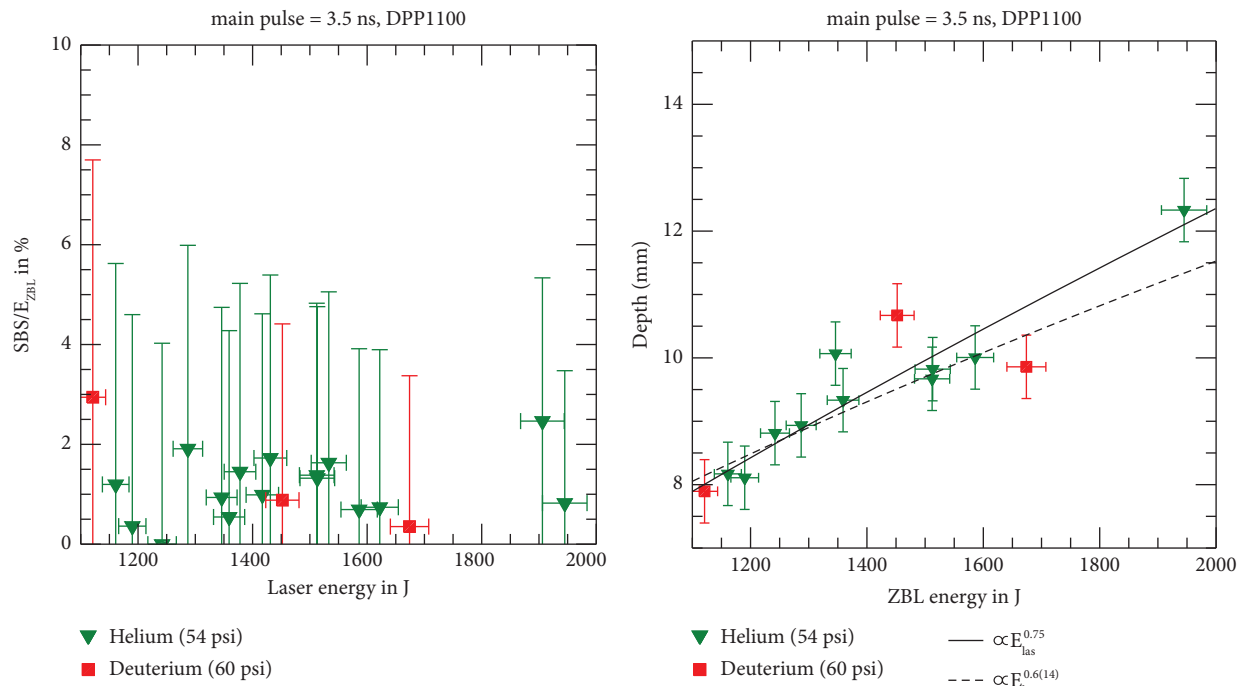 main pulse = 3.5 ns, DPP1100
10
8
6
4
2
0
SBS/E_ZBL in %
1200 1400 1600 1800 2000
Laser energy in J
Helium (54 psi)
Deuterium (60 psi)
main pulse = 3.5 ns, DPP1100
14
12
10
8
Depth (mm)
1200 1400 1600 1800 2000
ZBL energy in J
Helium (54 psi)
Deuterium (60 psi)
∝E_las^0.75
∝E^0.6(14)